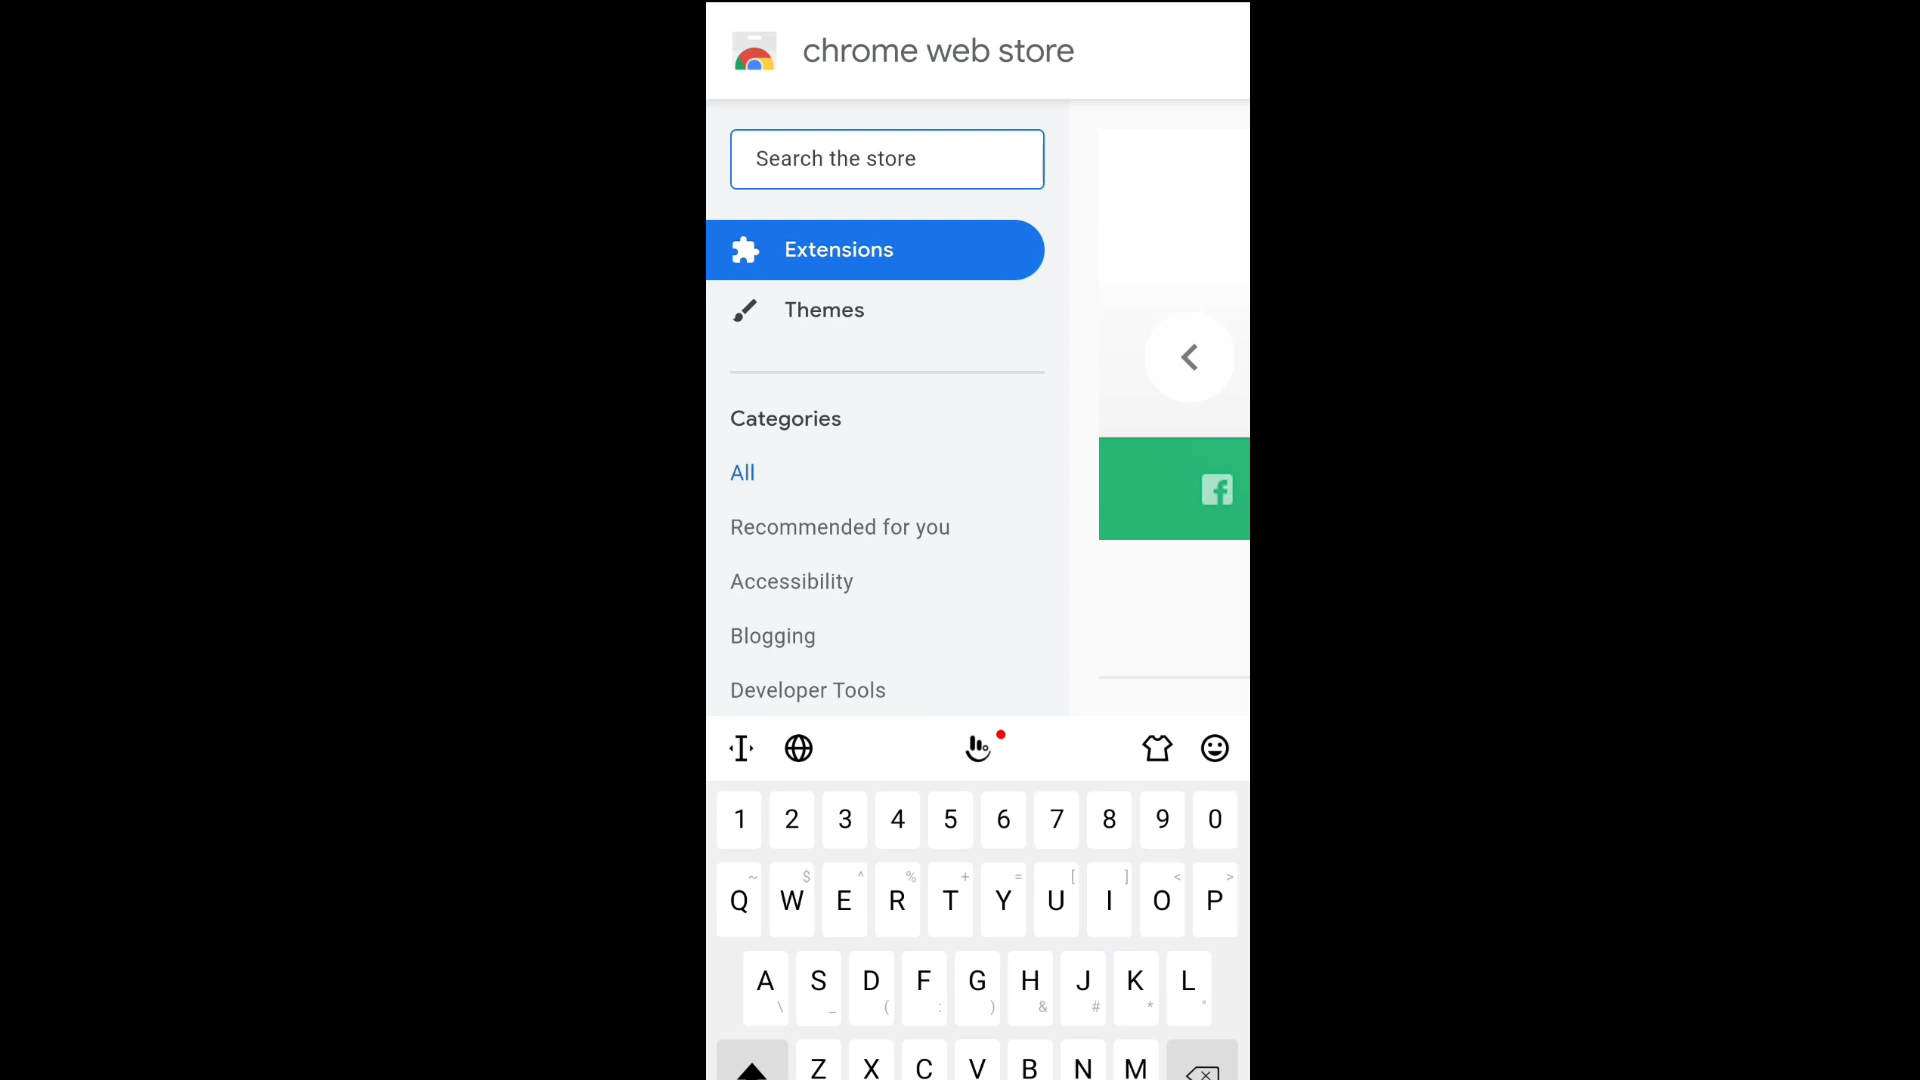 chrome web store
Search the store
Extensions
Themes
Categories
All
Recommended for you
Accessibility
Blogging
Developer Tools
1 2 3 4 5 6 7 8 9 0
~ $ ^ % + = [ ] < >
Q W E R T Y U I O P
A S D F G H J K L
\ _ ( : ) & # * "
Z X C V B N M